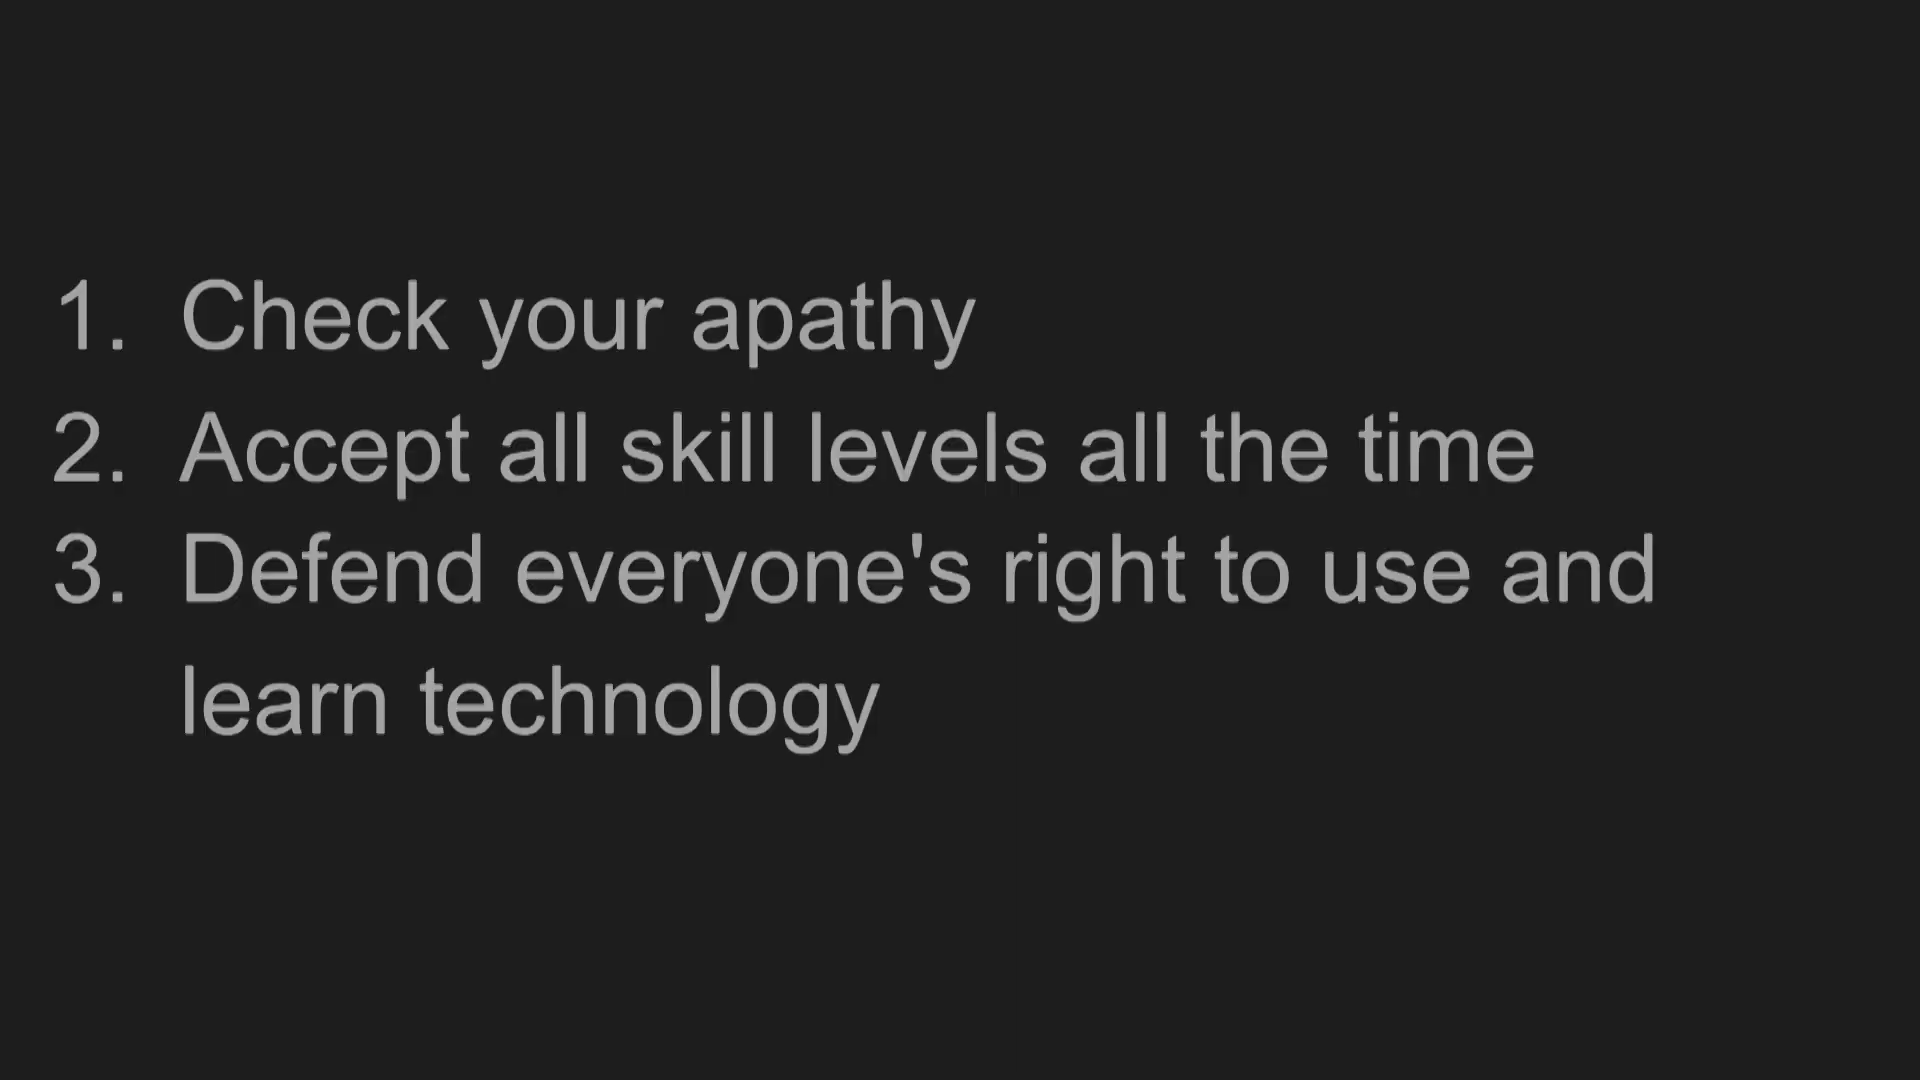 1. Check your apathy
2. Accept all skill levels all the time
3. Defend everyone's right to use and
learn technology